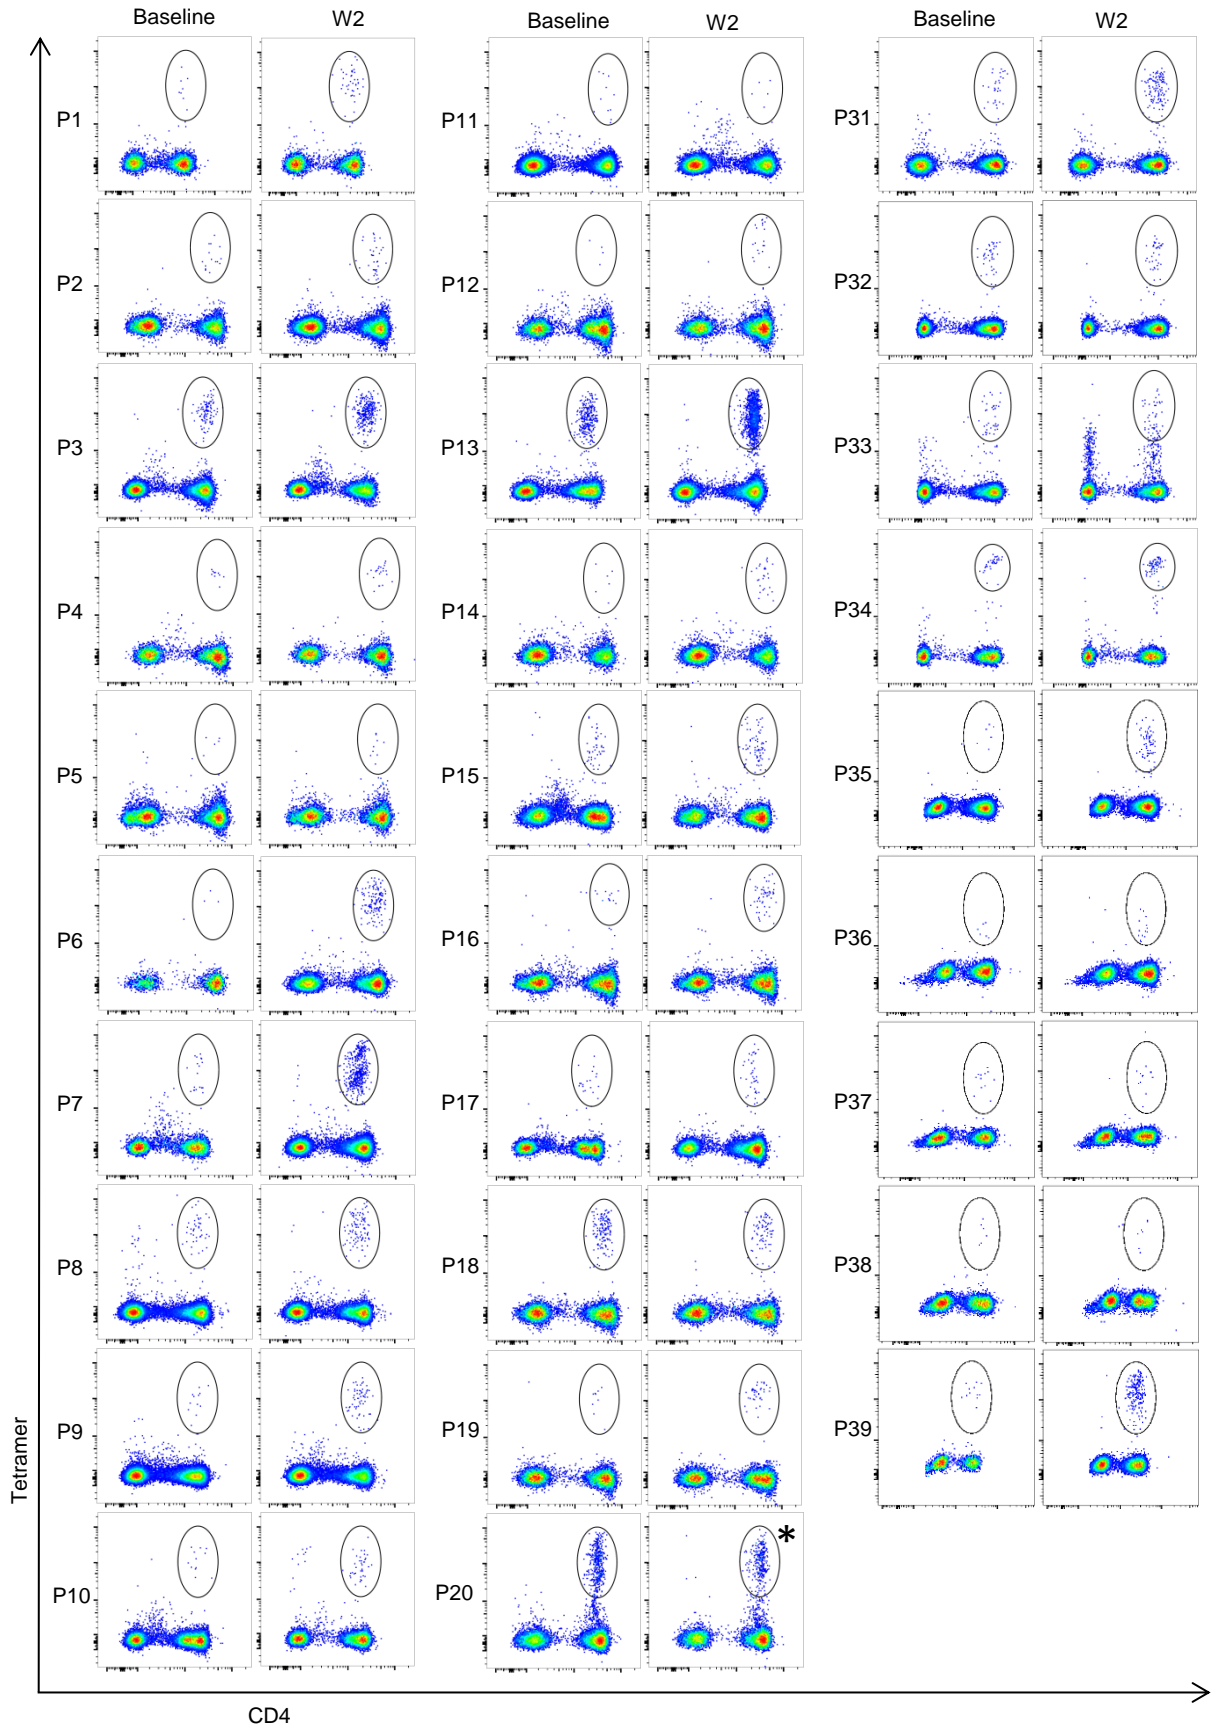 Baseline W2 Baseline W2 Baseline W2
P1 P11 P31
P2 P12 P32
P3 P13 P33
P4 P14 P34
P5 P15 P35
P6 P16 P36
P7 P17 P37
P8 P18 P38
P9 P19 P39
P10 P20 *
Tetramer
CD4